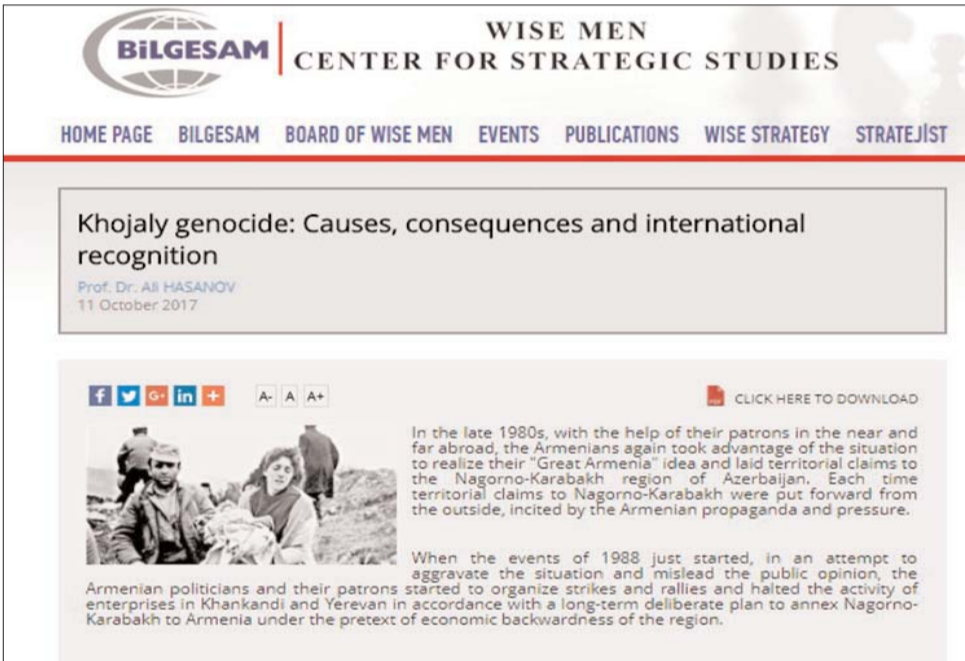 BiLGESAM
WISE MEN
CENTER FOR STRATEGIC STUDIES
HOME PAGE BILGESAM BOARD OF WISE MEN EVENTS PUBLICATIONS WISE STRATEGY STRATEJİST
Khojaly genocide: Causes, consequences and international
recognition
Prof. Dr. Ali HASANOV
11 October 2017
A- A A+
CLICK HERE TO DOWNLOAD
In the late 1980s, with the help of their patrons in the near and
far abroad, the Armenians again took advantage of the situation
to realize their "Great Armenia" idea and laid territorial claims to
the Nagorno-Karabakh region of Azerbaijan. Each time
territorial claims to Nagorno-Karabakh were put forward from
the outside, incited by the Armenian propaganda and pressure.
When the events of 1988 just started, in an attempt to
aggravate the situation and mislead the public opinion, the
Armenian politicians and their patrons started to organize strikes and rallies and halted the activity of
enterprises in Khankandi and Yerevan in accordance with a long-term deliberate plan to annex Nagorno-
Karabakh to Armenia under the pretext of economic backwardness of the region.